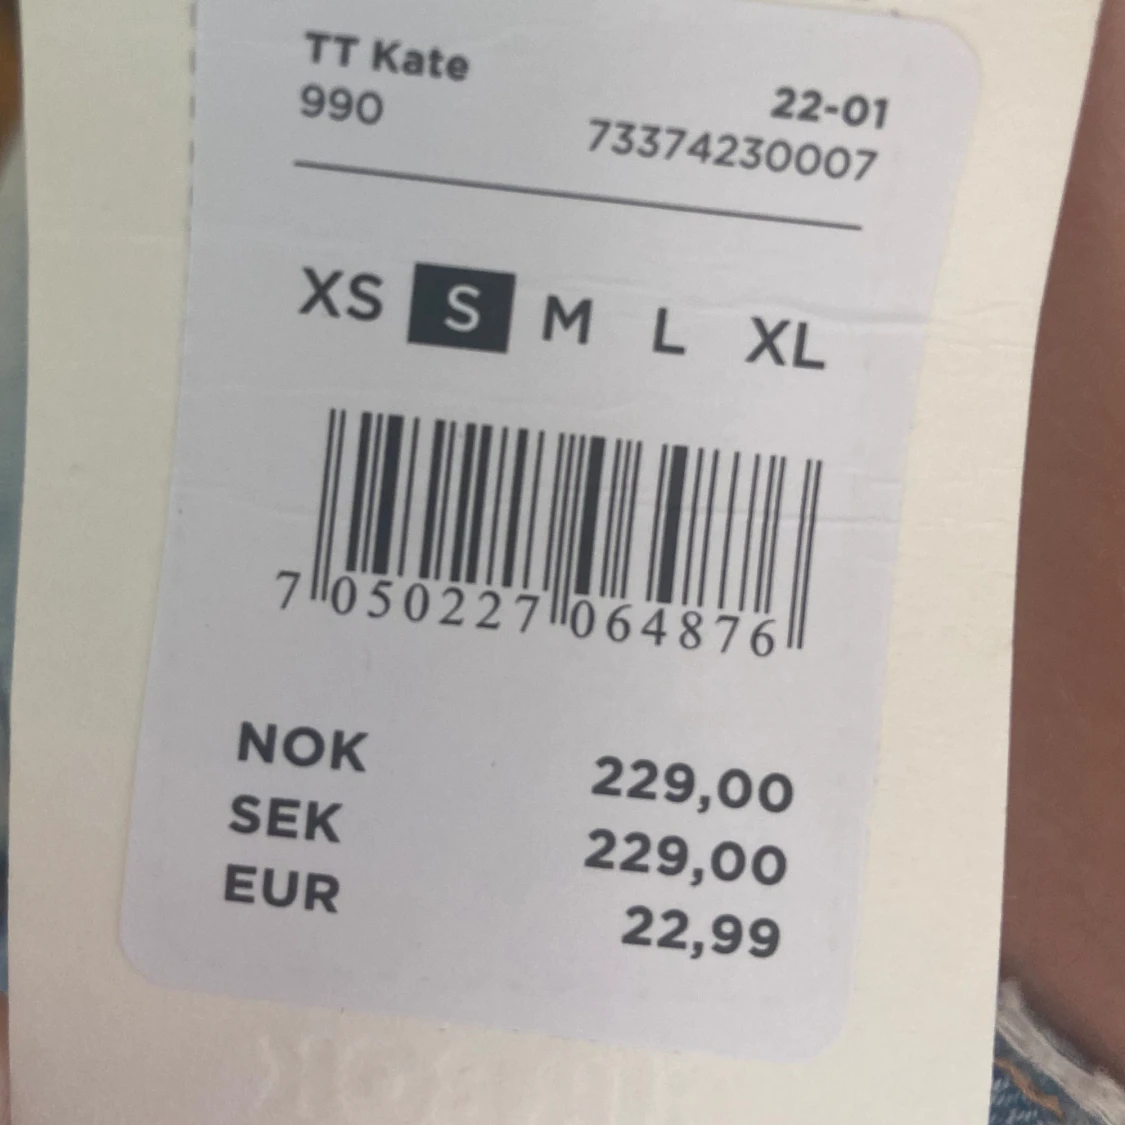 TT Kate
22-01
990
73374230007
XS S M L XL
7 050227 064876
NOK 229,00
SEK 229,00
EUR 22,99